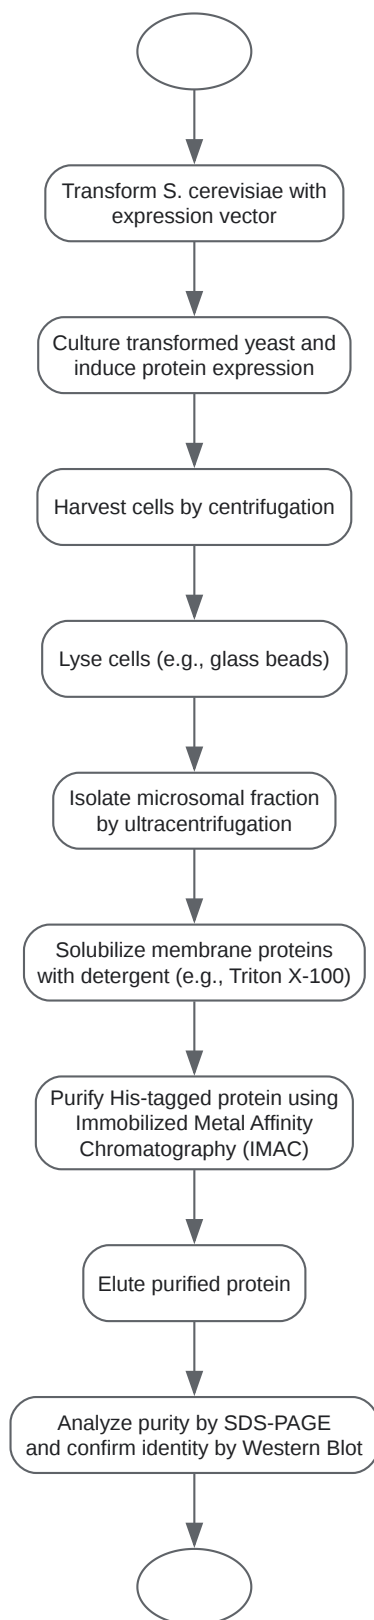 Transform S. cerevisiae with
expression vector
Culture transformed yeast and
induce protein expression
Harvest cells by centrifugation
Lyse cells (e.g., glass beads)
Isolate microsomal fraction
by ultracentrifugation
Solubilize membrane proteins
with detergent (e.g., Triton X-100)
Purify His-tagged protein using
Immobilized Metal Affinity
Chromatography (IMAC)
Elute purified protein
Analyze purity by SDS-PAGE
and confirm identity by Western Blot